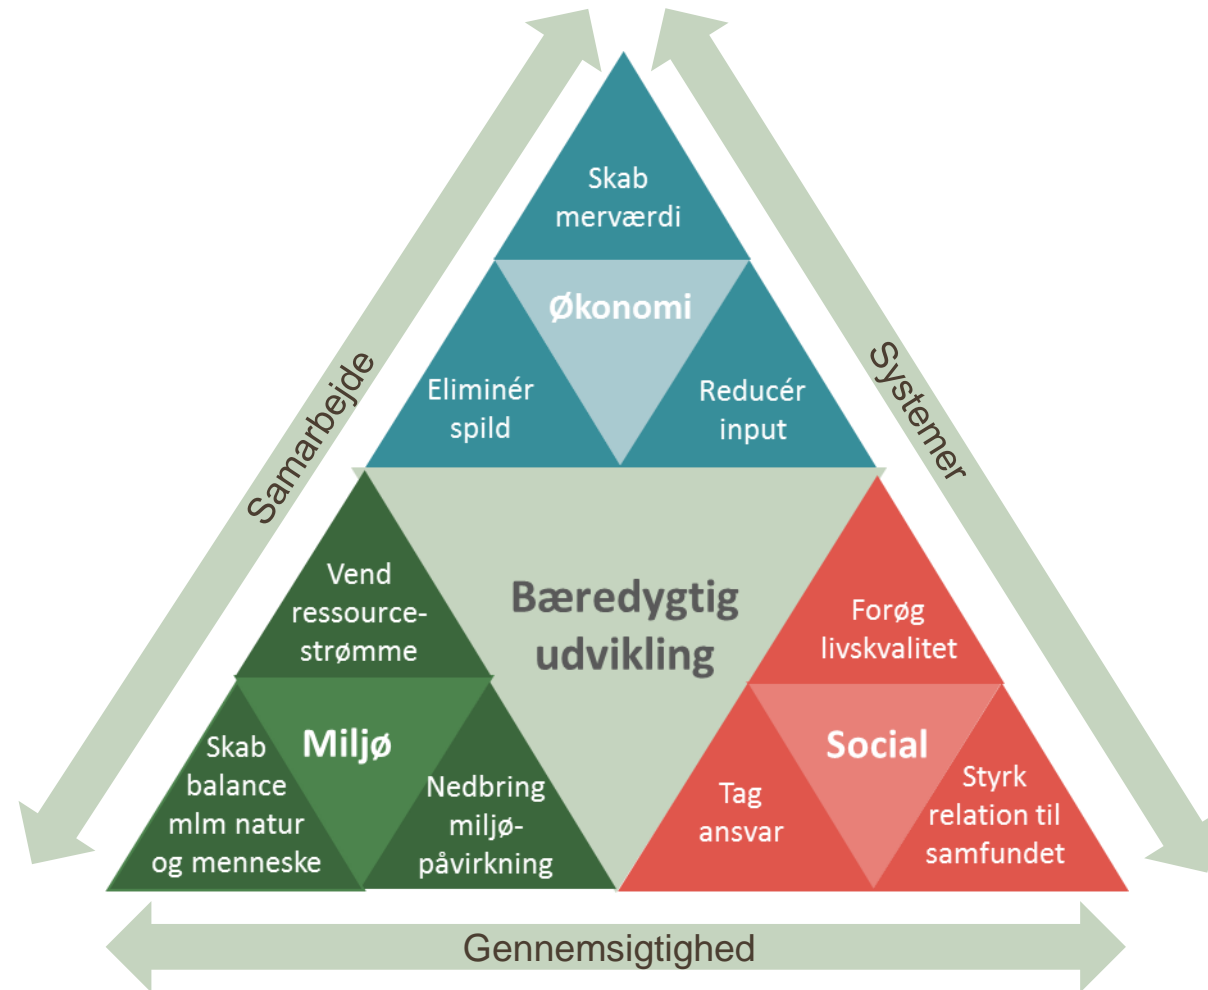 Skab
merværdi
Økonomi
Eliminér
spild
Reducér
input
Samarbejde
Systemer
Bæredygtig
udvikling
Vend
ressource-
strømme
Miljø
Skab
balance
mlm natur
og menneske
Nedbring
miljø-
påvirkning
Forøg
livskvalitet
Social
Tag
ansvar
Styrk
relation til
samfundet
Gennemsigtighed